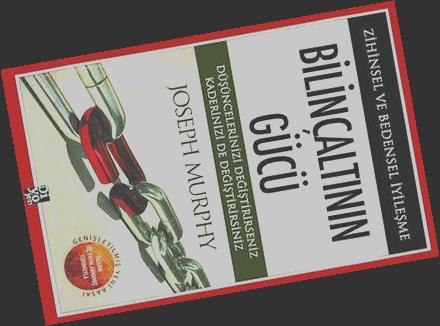 ZİHİNSEL VE BEDENSEL İYİLEŞME
BİLİNÇALTININ
GÜCÜ
DÜŞÜNCELERİNİZİ DEĞİŞTİRİRSENİZ
KADERİNİZİ DE DEĞİŞTİRİRSİNİZ
JOSEPH MURPHY
GENİŞLETİLMİŞ YENİ BASKI